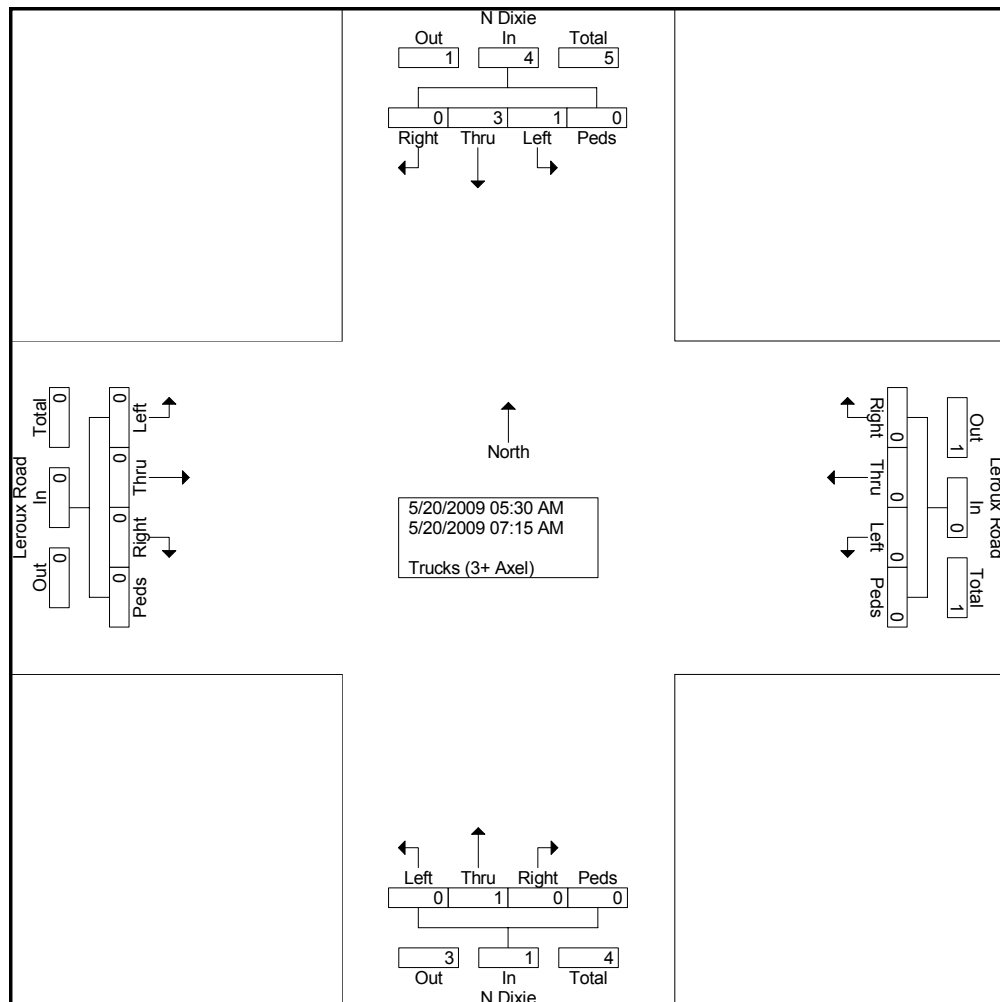 N Dixie
Out In Total
1 4 5
0 3 1 0
Right Thru Left Peds
Leroux Road
Total In Out
0 0 0
0 0 0 0
Left Thru Right Peds
North
5/20/2009 05:30 AM
5/20/2009 07:15 AM
Trucks (3+ Axel)
Right Thru Left Peds
0 0 0 0
Out In Total
1 0 1
Leroux Road
Left Thru Right Peds
0 1 0 0
3 1 4
Out In Total
N Dixie